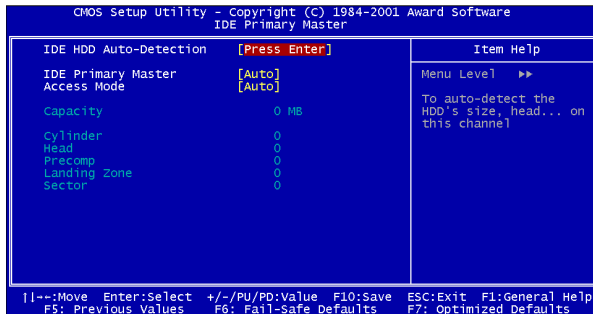 CMOS Setup Utility - Copyright (C) 1984-2001 Award Software
IDE Primary Master
IDE HDD Auto-Detection [Press Enter]
IDE Primary Master [Auto]
Access Mode [Auto]
Capacity 0 MB
Cylinder 0
Head 0
Precomp 0
Landing Zone 0
Sector 0
Item Help
Menu Level ▸▸
To auto-detect the
HDD's size, head... on
this channel
↑↓→←:Move Enter:Select +/-/PU/PD:Value F10:Save ESC:Exit F1:General Help
F5: Previous Values F6: Fail-Safe Defaults F7: Optimized Defaults